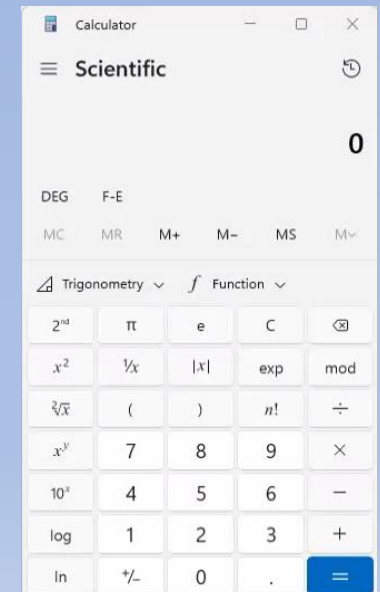 Calculator
Scientific
0
DEG F-E
MC MR M+ M- MS M
Trigonometry f Function
2ⁿᵈ π e C
x² ¹/x |x| exp mod
²√x ( ) n! ÷
xʸ 7 8 9 ×
10ˣ 4 5 6 −
log 1 2 3 +
ln +/− 0 . =